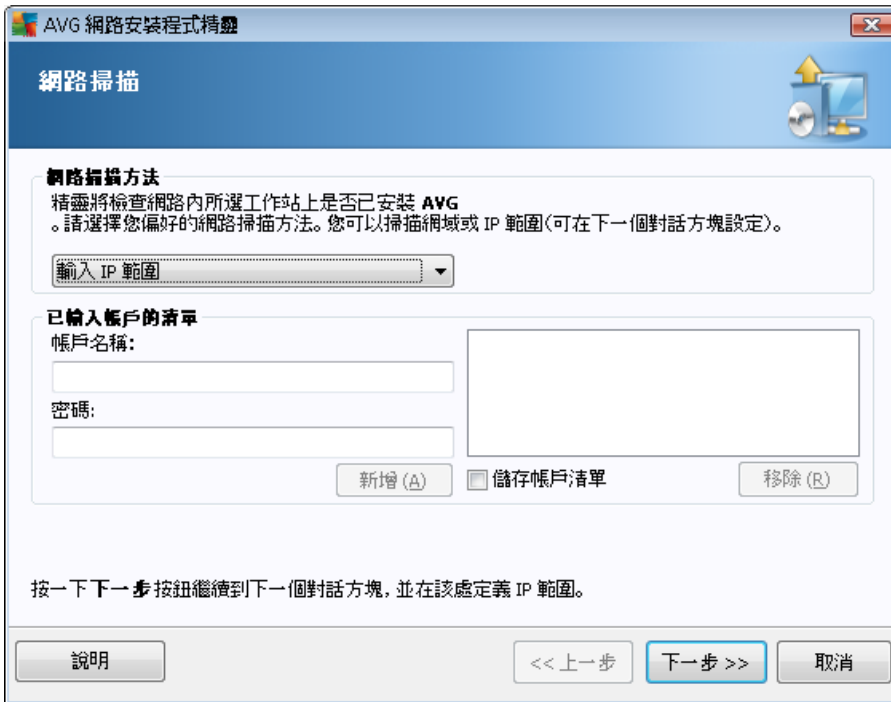 AVG 網路安裝程式精靈
網路掃描
網路掃描方法
精靈將檢查網路內所選工作站上是否已安裝 AVG
。請選擇您偏好的網路掃描方法。您可以掃描網域或 IP 範圍(可在下一個對話方塊設定)。
輸入 IP 範圍
已輸入帳戶的清單
帳戶名稱:
密碼:
新增 (A)
儲存帳戶清單
移除 (R)
按一下下一步按鈕繼續到下一個對話方塊, 並在該處定義 IP 範圍。
說明
<< 上一步
下一步 >>
取消